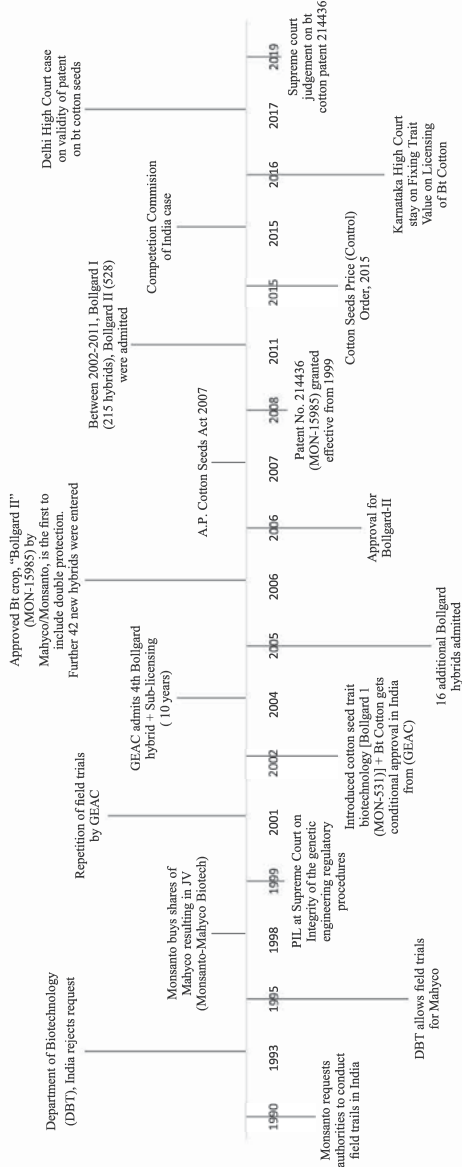 Monsanto requests
authorities to conduct
field trails in India
1990
Department of Biotechnology
(DBT), India rejects request
1993
DBT allows field trials
for Mahyco
1995
Monsanto buys shares of
Mahyco resulting in JV
(Monsanto-Mahyco Biotech)
1998
PIL at Supreme Court on
Integrity of the genetic
engineering regulatory
procedures
1999
Repetition of field trials
by GEAC
2001
Introduced cotton seed trait
biotechnology [Bollgard 1
(MON-531)] + Bt Cotton gets
conditional approval in India
from (GEAC)
2002
GEAC admits 4th Bollgard
hybrid + Sub-licensing
( 10 years)
2004
16 additional Bollgard
hybrids admitted
2005
Approved Bt crop, “Bollgard II”
(MON-15985) by
Mahyco/Monsanto, is the first to
include double protection.
Further 42 new hybrids were entered
2006
Approval for
Bollgard-II
2006
A.P. Cotton Seeds Act 2007
2007
Patent No. 214436
(MON-15985) granted
effective from 1999
2008
Between 2002-2011, Bollgard I
(215 hybrids), Bollgard II (528)
were admitted
2011
Cotton Seeds Price (Control)
Order, 2015
2015
Competetion Commision
of India case
2015
Karnataka High Court
stay on Fixing Trait
Value on Licensing
of Bt Cotton
2016
Delhi High Court case
on validity of patent
on bt cotton seeds
2017
Supreme court
judgement on bt
cotton patent 214436
2019